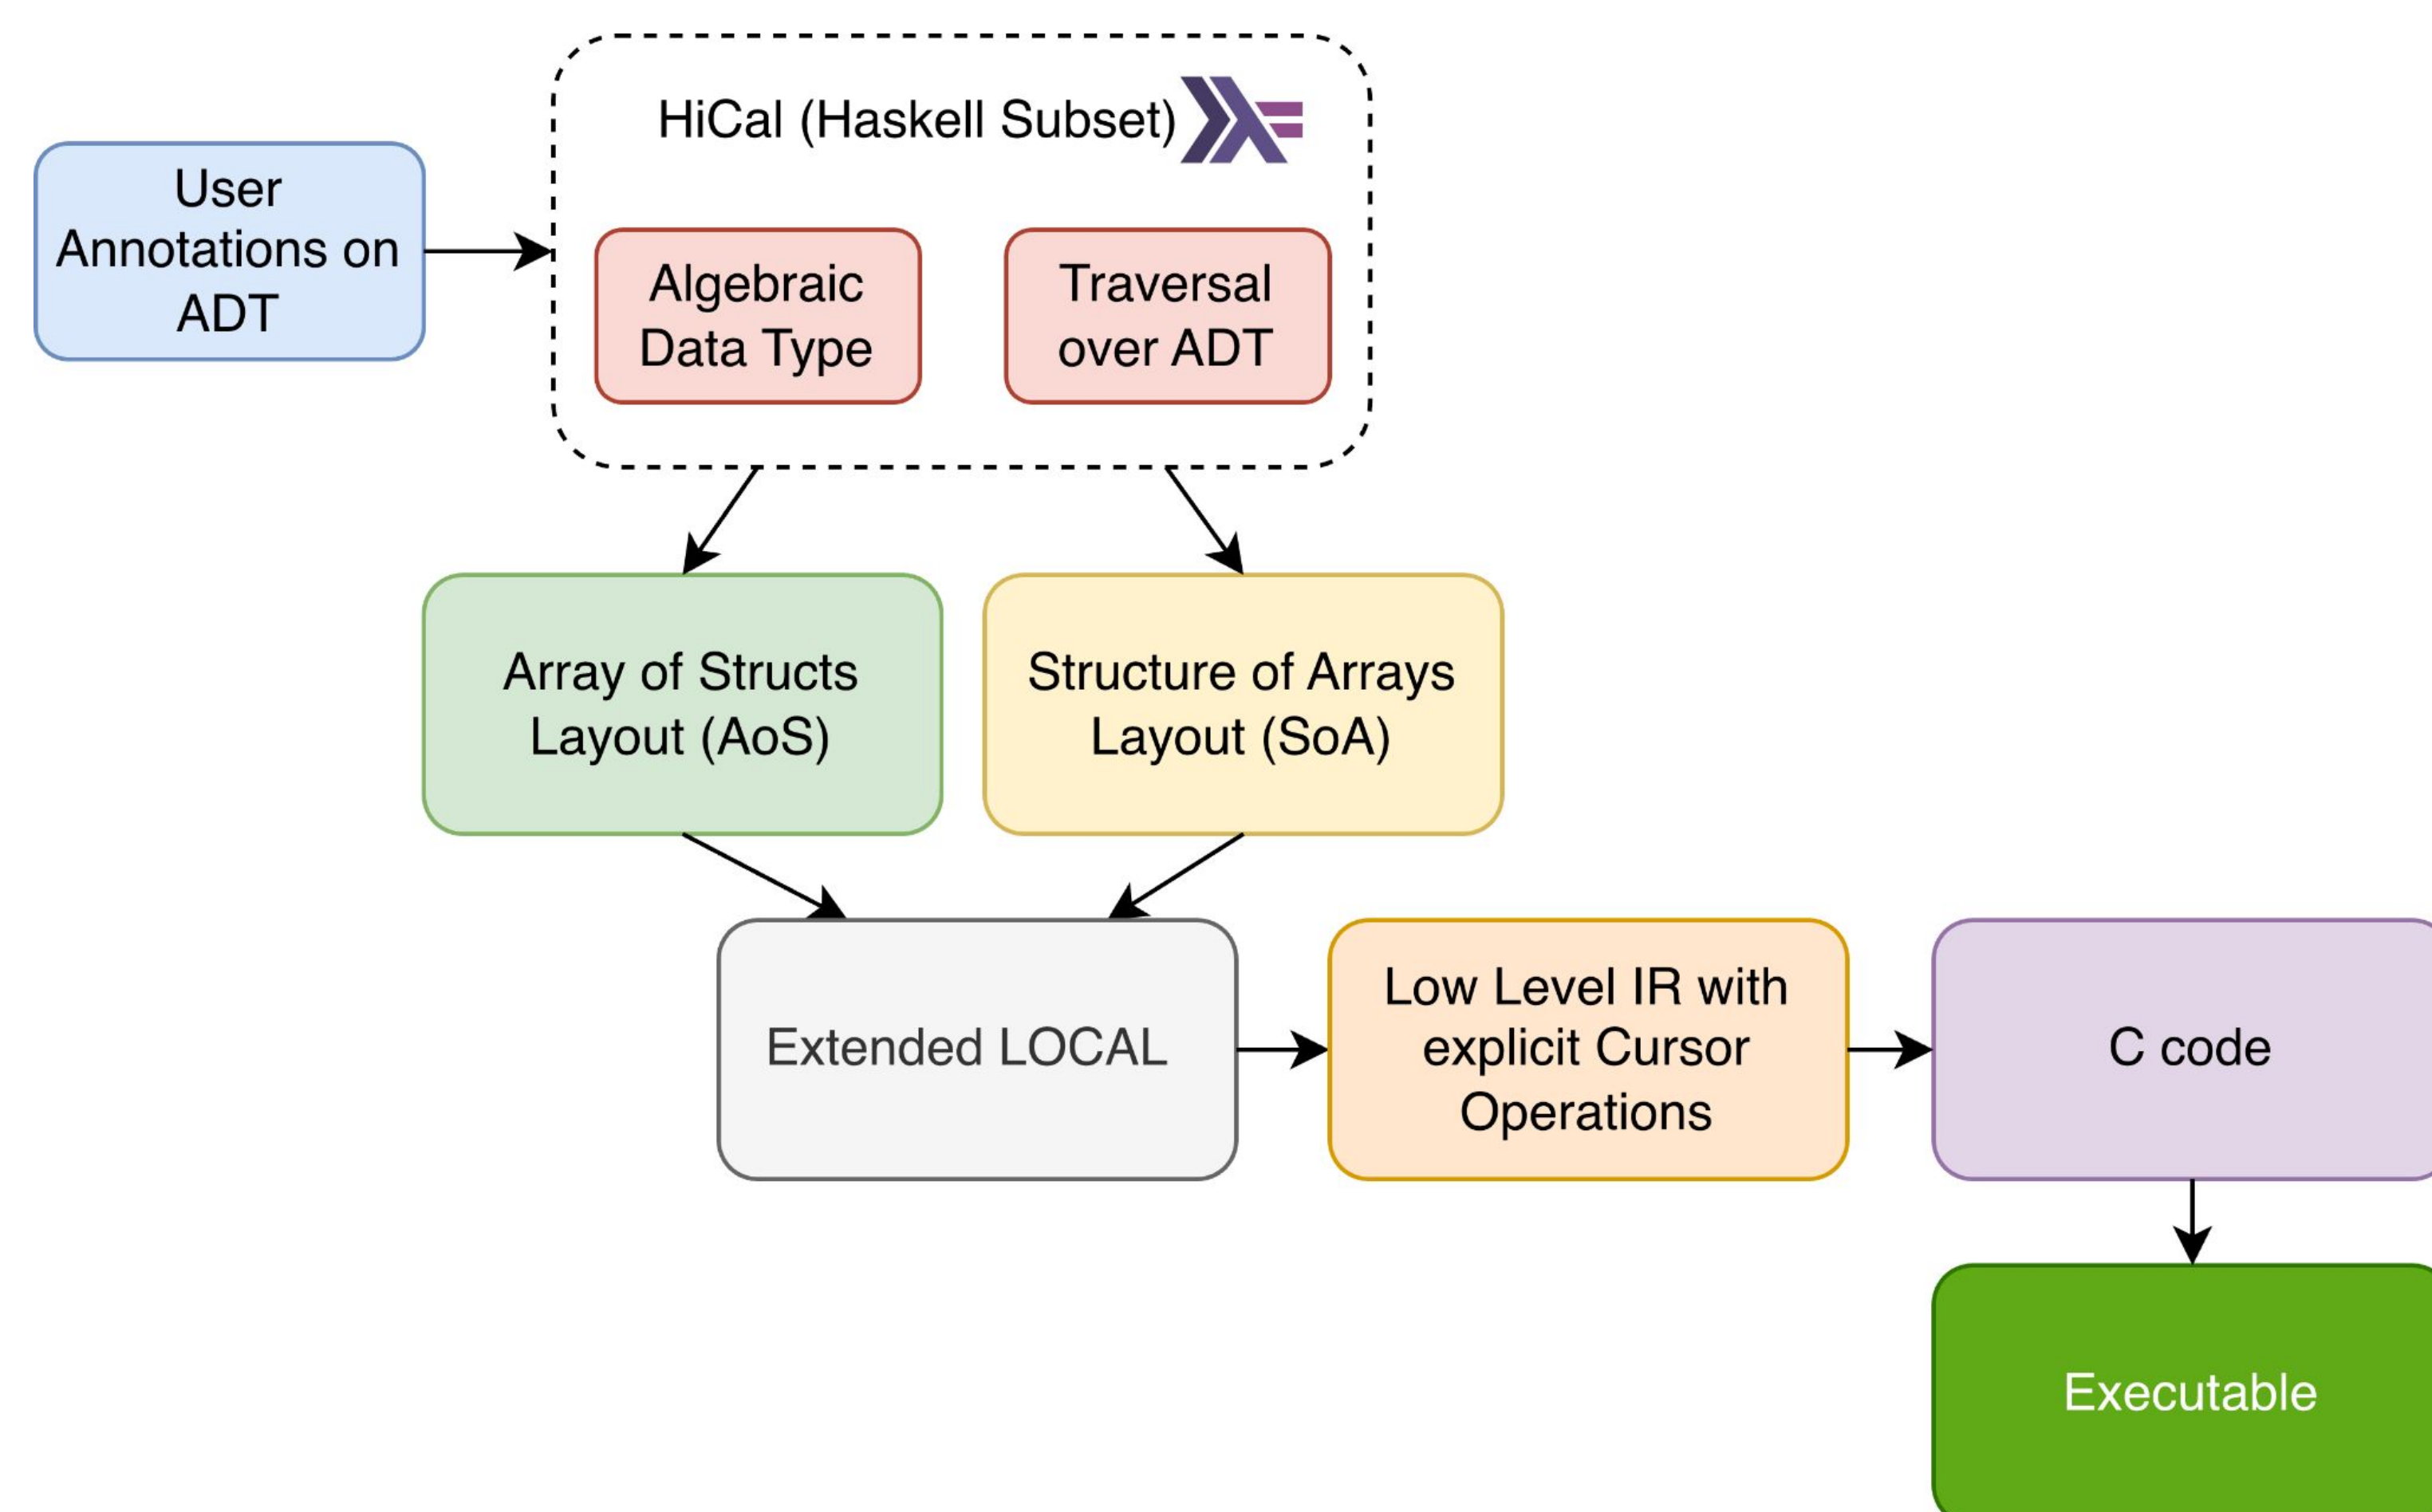 HiCal (Haskell Subset)
User
Annotations on
ADT
Algebraic
Data Type
Traversal
over ADT
Array of Structs
Layout (AoS)
Structure of Arrays
Layout (SoA)
Extended LOCAL
Low Level IR with
explicit Cursor
Operations
C code
Executable